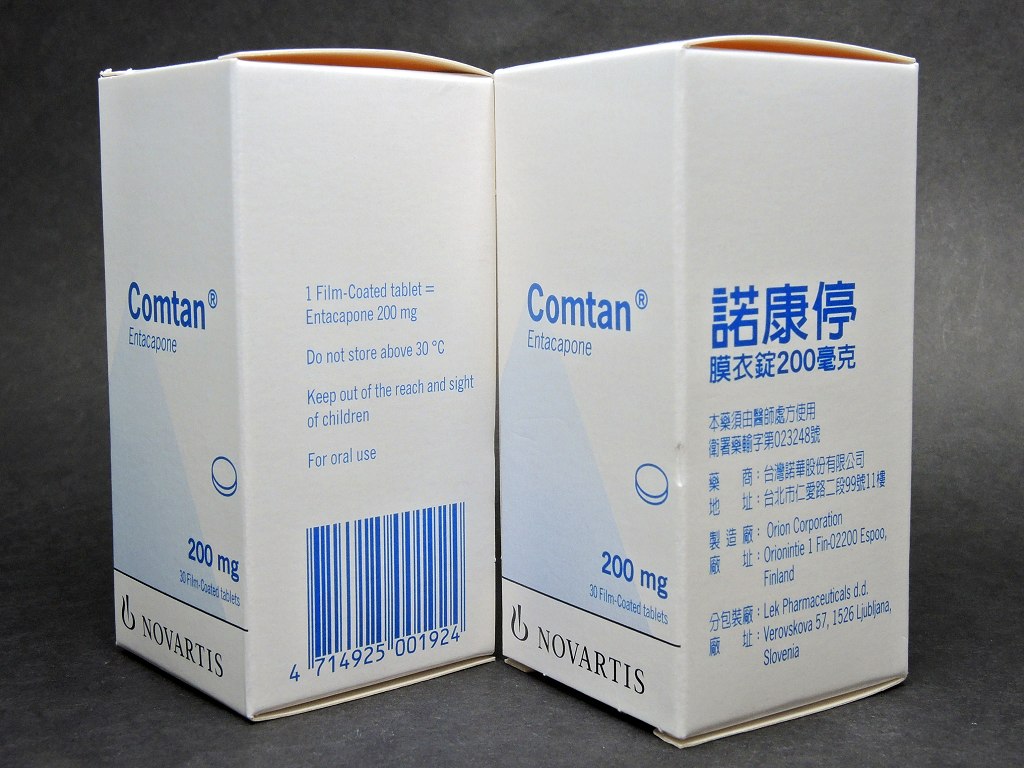 Comtan®
Entacapone
200 mg
30 Film-Coated tablets
NOVARTIS
1 Film-Coated tablet =
Entacapone 200 mg
Do not store above 30 °C
Keep out of the reach and sight
of children
For oral use
4 714925 001924
Comtan®
Entacapone
200 mg
30 Film-Coated tablets
NOVARTIS
諾康停
膜衣錠200毫克
本藥須由醫師處方使用
衛署藥輸字第023248號
藥 商：台灣諾華股份有限公司
地 址：台北市仁愛路二段99號11樓
製造廠：Orion Corporation
廠 址：Orionintie 1 Fin-02200 Espoo,
Finland
分包裝廠：Lek Pharmaceuticals d.d.
廠 址：Verovskova 57, 1526 Ljubljana,
Slovenia